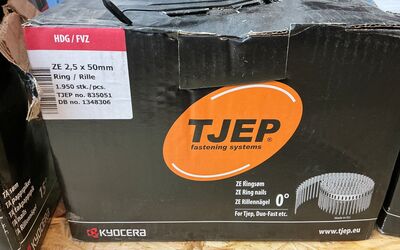 HDG / FVZ
ZE 2,5 x 50mm
Ring / Rille
1.950 stk./pcs.
TJEP no. 835051
DB no. 1348306
TJEP®
fastening systems
ZE Ringsøm
ZE Ring nails
ZE Rillennägel
0°
For Tjep, Duo-Fast etc.
KYOCERA
www.tjep.eu